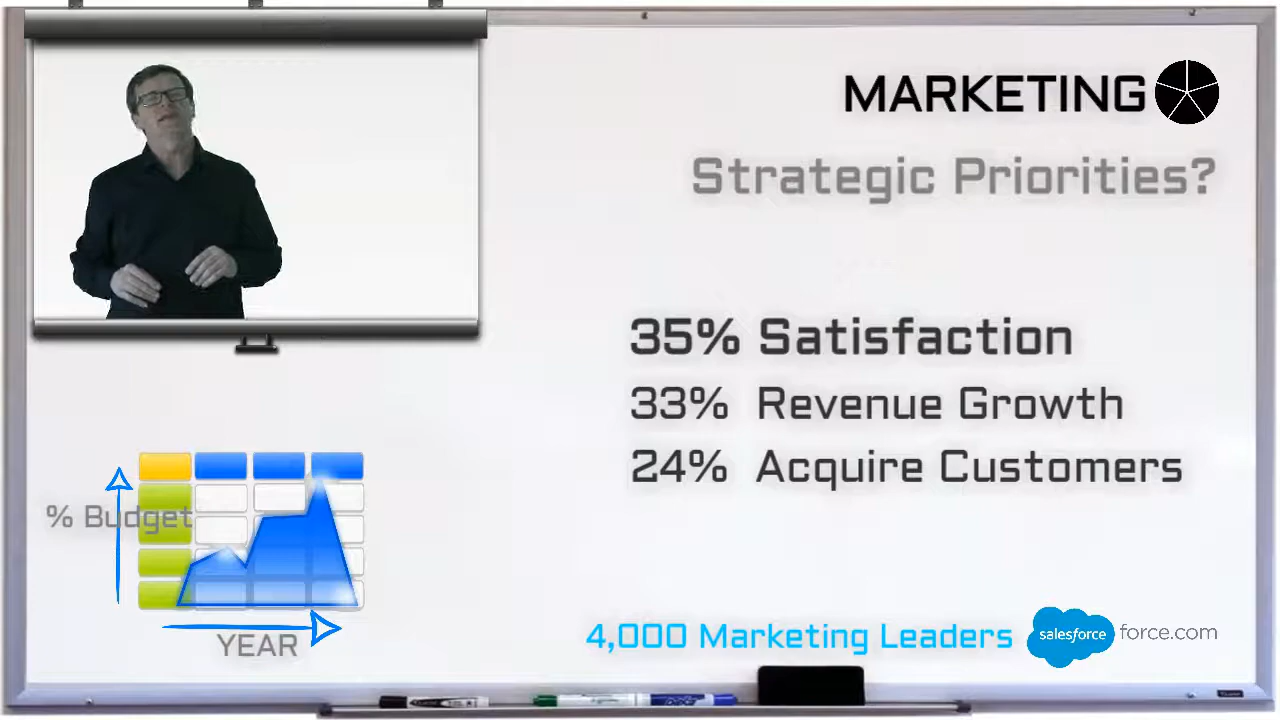 MARKETING
Strategic Priorities?
35% Satisfaction
33% Revenue Growth
24% Acquire Customers
% Budget
YEAR
4,000 Marketing Leaders
salesforce force.com